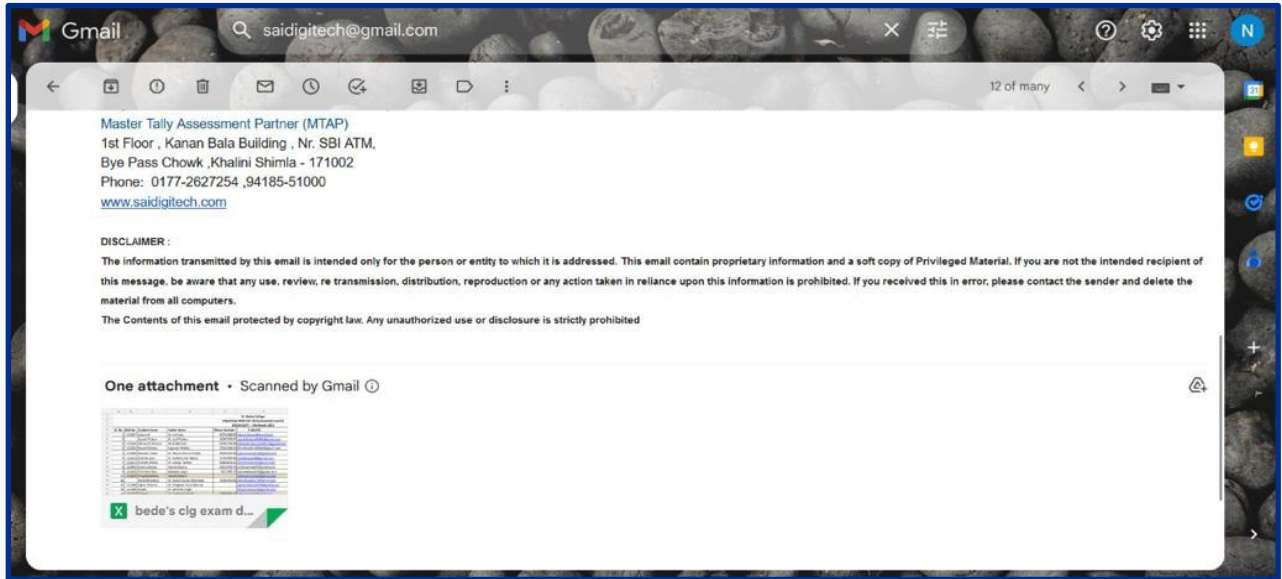 Gmail
saidigitech@gmail.com
N
12 of many
31
Master Tally Assessment Partner (MTAP)
1st Floor , Kanan Bala Building , Nr. SBI ATM,
Bye Pass Chowk ,Khalini Shimla - 171002
Phone: 0177-2627254 ,94185-51000
www.saidigitech.com
DISCLAIMER :
The information transmitted by this email is intended only for the person or entity to which it is addressed. This email contain proprietary information and a soft copy of Privileged Material. If you are not the intended recipient of
this message, be aware that any use, review, re transmission, distribution, reproduction or any action taken in reliance upon this information is prohibited. If you received this in error, please contact the sender and delete the
material from all computers.
The Contents of this email protected by copyright law. Any unauthorized use or disclosure is strictly prohibited
One attachment • Scanned by Gmail
X bede's clg exam d...